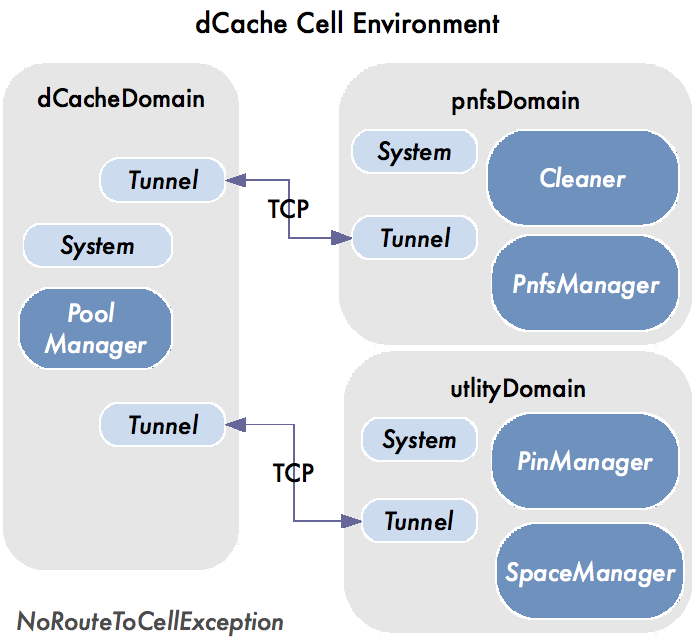 dCache Cell Environment
dCacheDomain
Tunnel
System
Pool
Manager
Tunnel
TCP
TCP
pnfsDomain
System
Cleaner
Tunnel
PnfsManager
utlityDomain
System
PinManager
Tunnel
SpaceManager
NoRouteToCellException